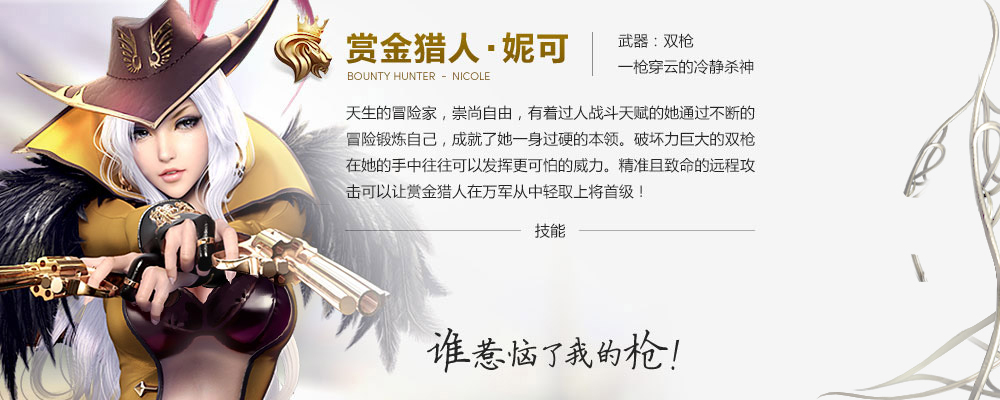 赏金猎人·妮可
BOUNTY HUNTER - NICOLE
武器：双枪
一枪穿云的冷静杀神
天生的冒险家，崇尚自由，有着过人战斗天赋的她通过不断的
冒险锻炼自己，成就了她一身过硬的本领。破坏力巨大的双枪
在她的手中往往可以发挥更可怕的威力。精准且致命的远程攻
击可以让赏金猎人在万军从中轻取上将首级！
技能
谁惹恼了我的枪！